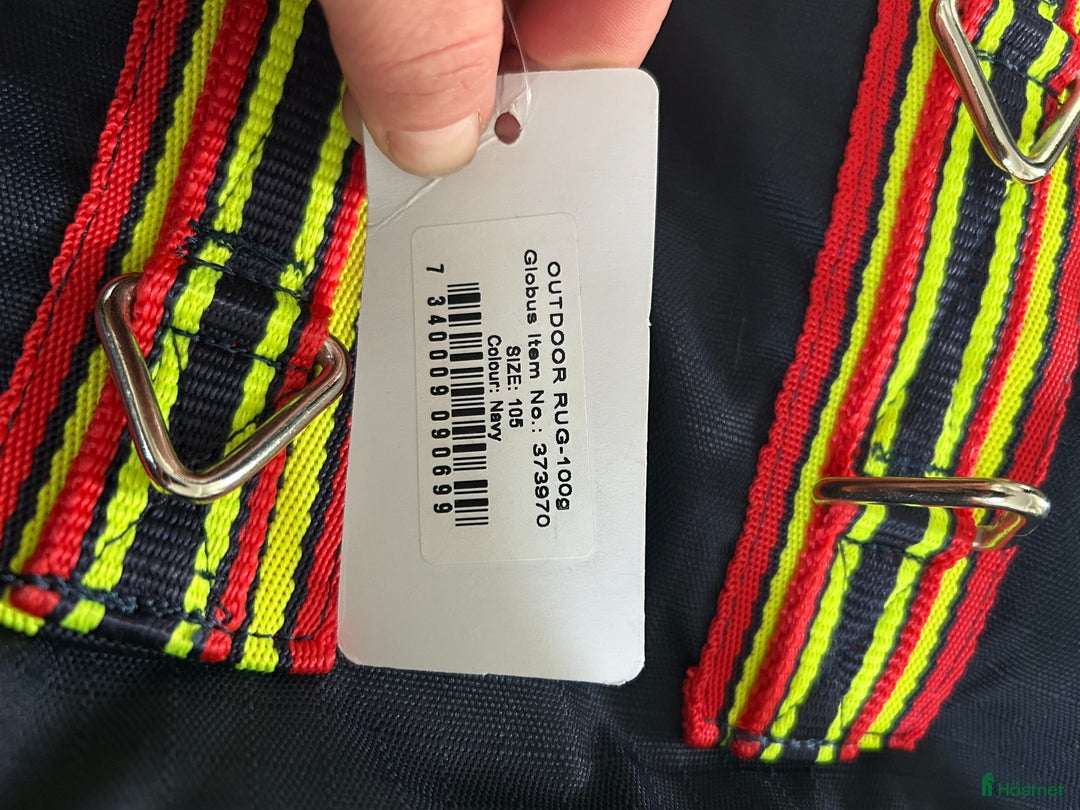 OUTDOOR RUG-100g
Globus Item No.: 373970
SIZE: 105
Colour: Navy
7 340009 090699
Hästnet